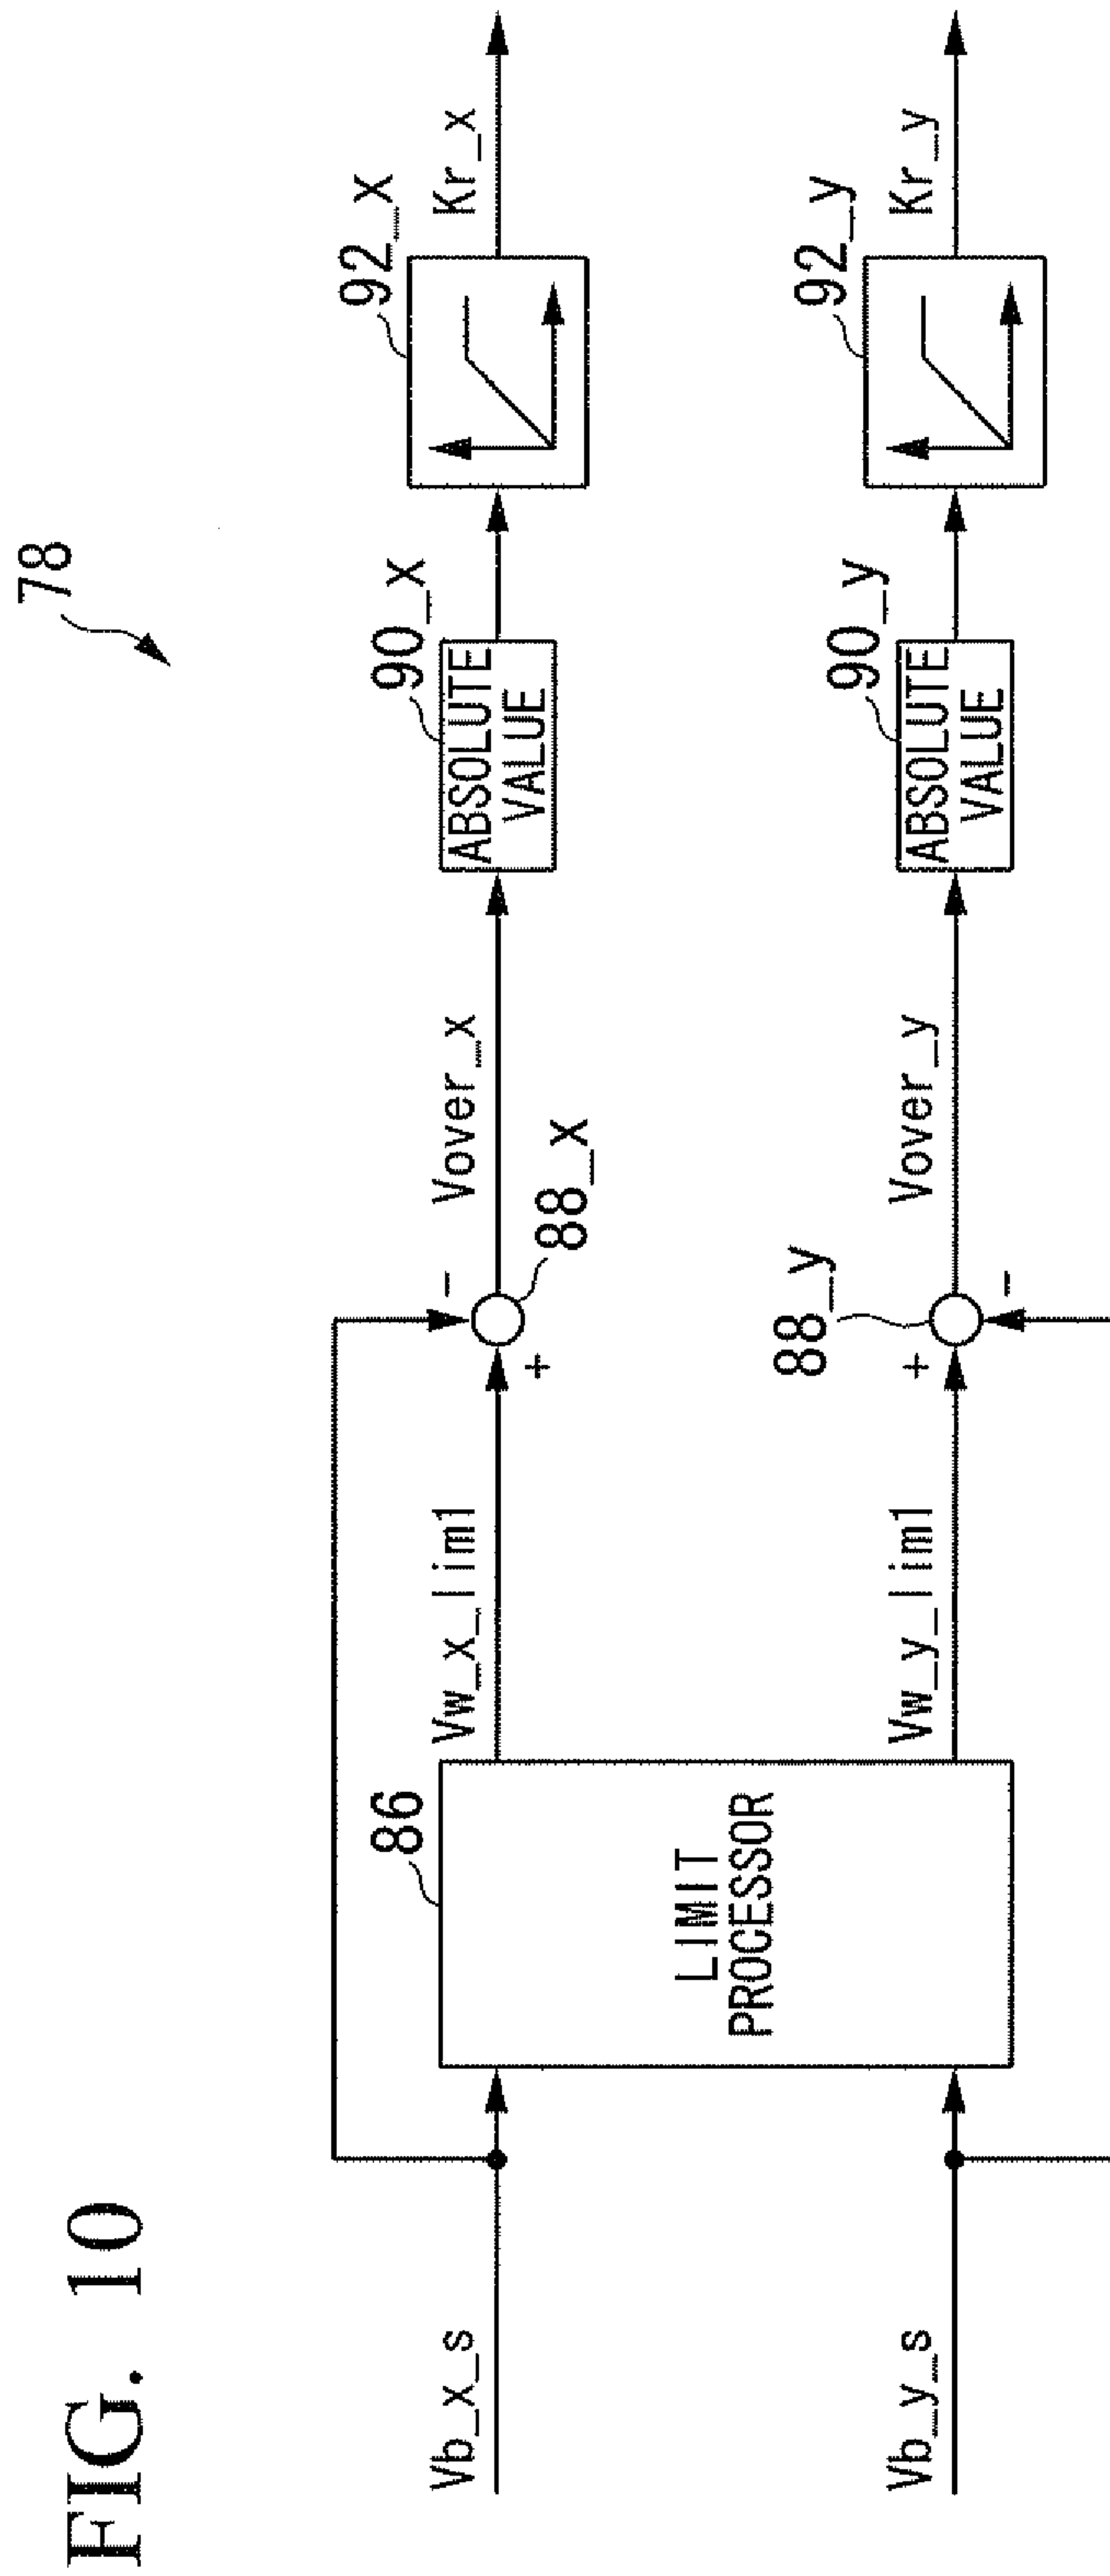 FIG. 10
78
Vb_x_s
86
LIMIT
PROCESSOR
Vw_x_lim1
-
+
88_x
Vover_x
90_x
ABSOLUTE
VALUE
92_x
Kr_x
Vb_y_s
Vw_y_lim1
88_y
+
-
Vover_y
90_y
ABSOLUTE
VALUE
92_y
Kr_y